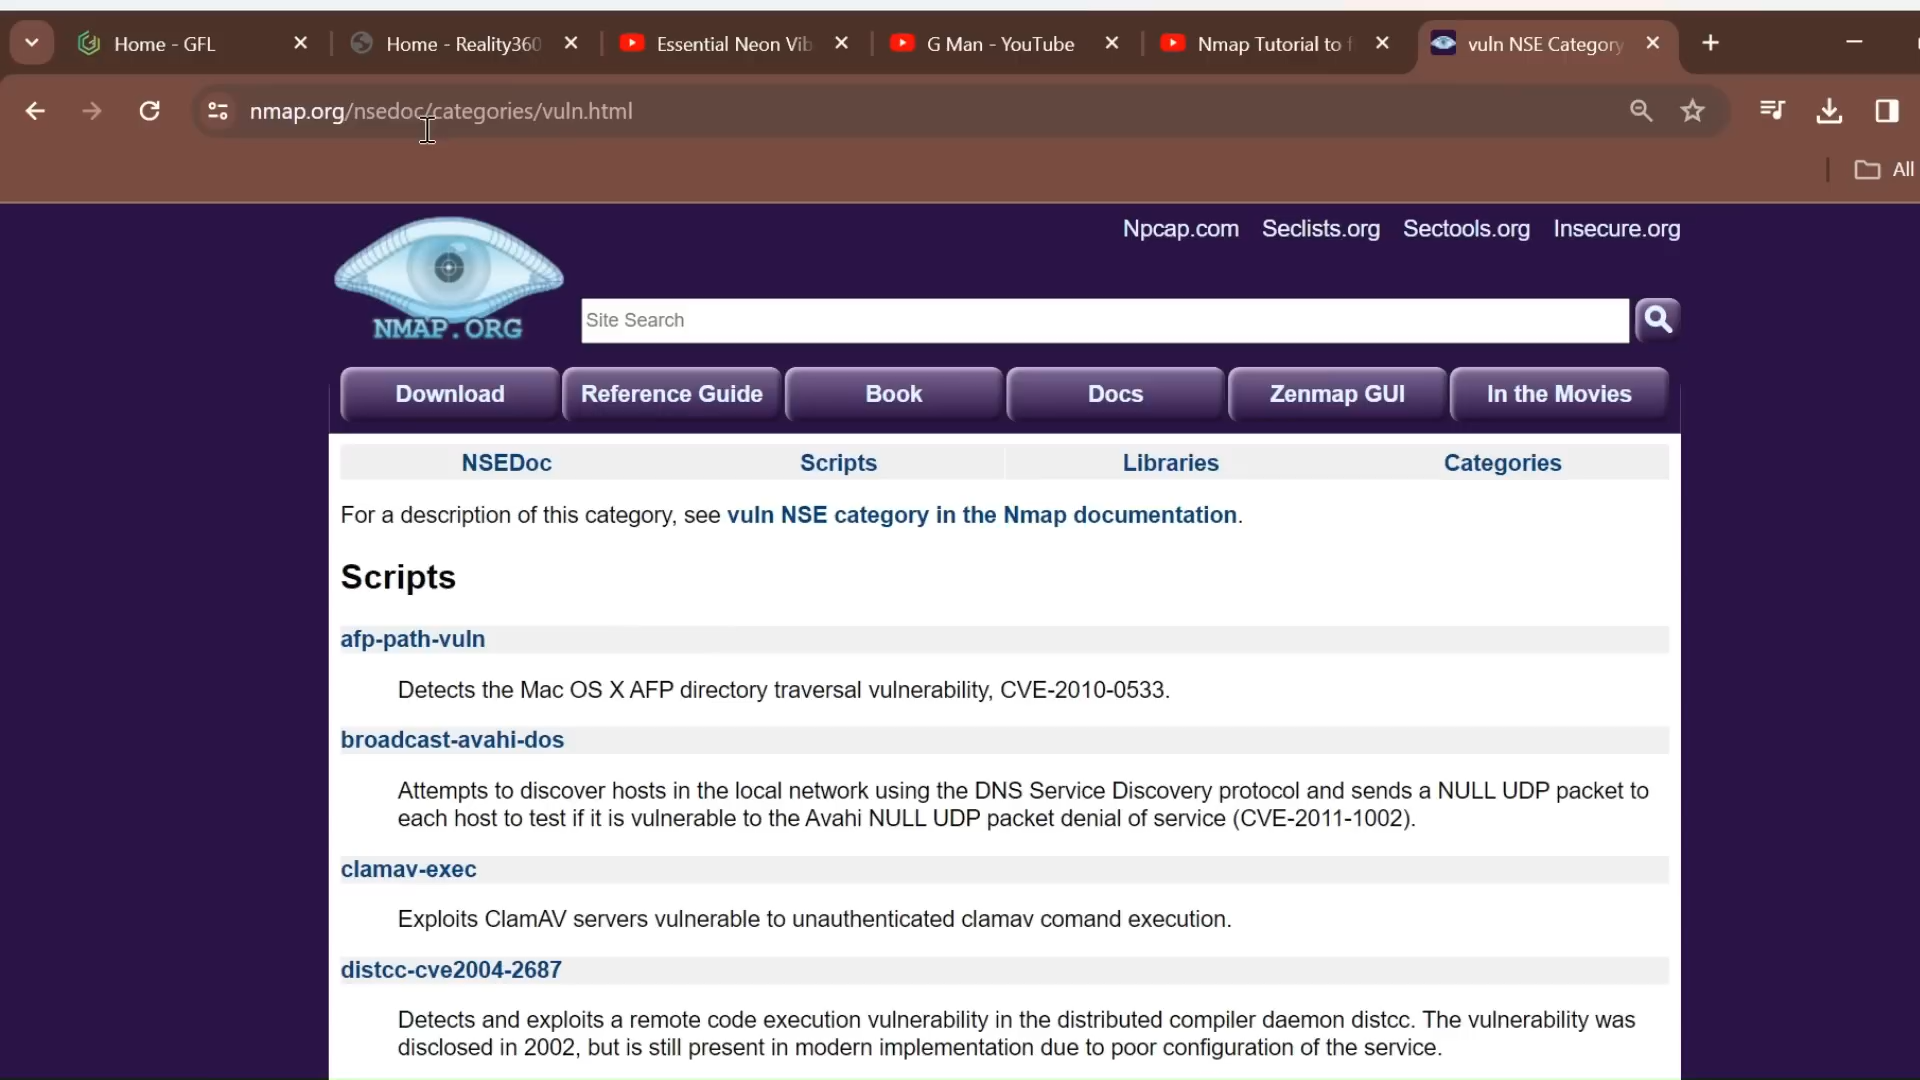 Home - GFL
Home - Reality360
Essential Neon Vib
G Man - YouTube
Nmap Tutorial to f
vuln NSE Category
nmap.org/nsedoc/categories/vuln.html
All
Npcap.com Seclists.org Sectools.org Insecure.org
NMAP.ORG
Site Search
Download Reference Guide Book Docs Zenmap GUI In the Movies
NSEDoc Scripts Libraries Categories
For a description of this category, see vuln NSE category in the Nmap documentation.
Scripts
afp-path-vuln
Detects the Mac OS X AFP directory traversal vulnerability, CVE-2010-0533.
broadcast-avahi-dos
Attempts to discover hosts in the local network using the DNS Service Discovery protocol and sends a NULL UDP packet to
each host to test if it is vulnerable to the Avahi NULL UDP packet denial of service (CVE-2011-1002).
clamav-exec
Exploits ClamAV servers vulnerable to unauthenticated clamav comand execution.
distcc-cve2004-2687
Detects and exploits a remote code execution vulnerability in the distributed compiler daemon distcc. The vulnerability was
disclosed in 2002, but is still present in modern implementation due to poor configuration of the service.